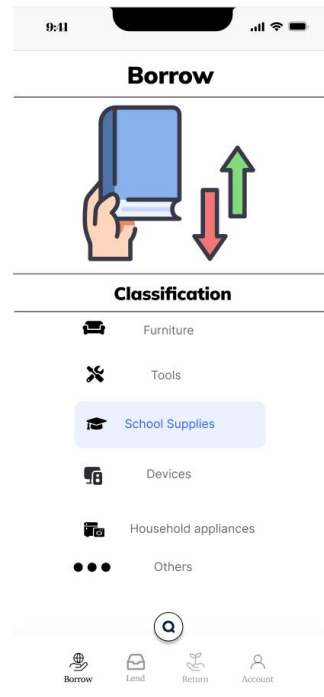 9:41
Borrow
Classification
Furniture
Tools
School Supplies
Devices
Household appliances
Others
Borrow Lend Return Account